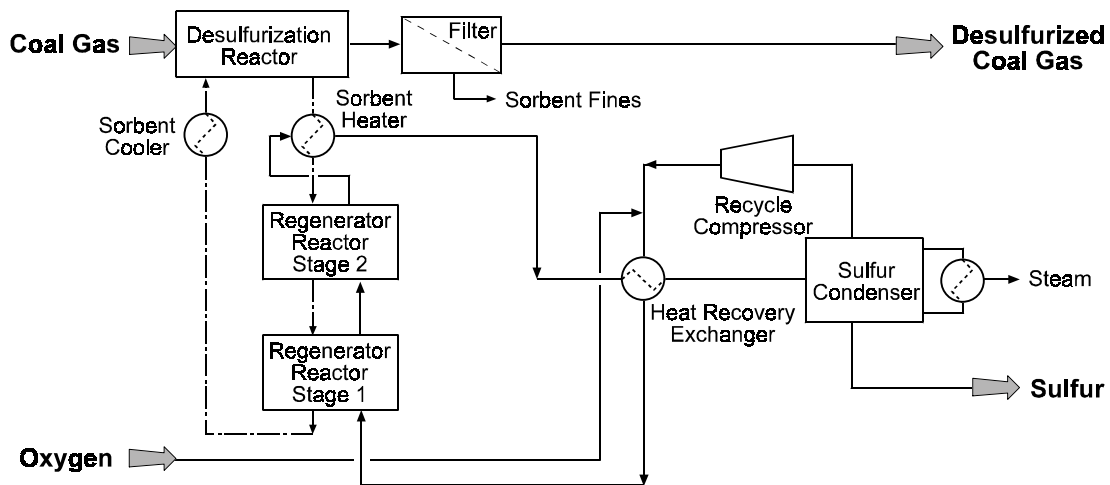 Coal Gas
Desulfurization
Reactor
Filter
Desulfurized
Coal Gas
Sorbent Fines
Sorbent
Heater
Sorbent
Cooler
Recycle
Compressor
Regenerator
Reactor
Stage 2
Sulfur
Condenser
Steam
Heat Recovery
Exchanger
Regenerator
Reactor
Stage 1
Sulfur
Oxygen